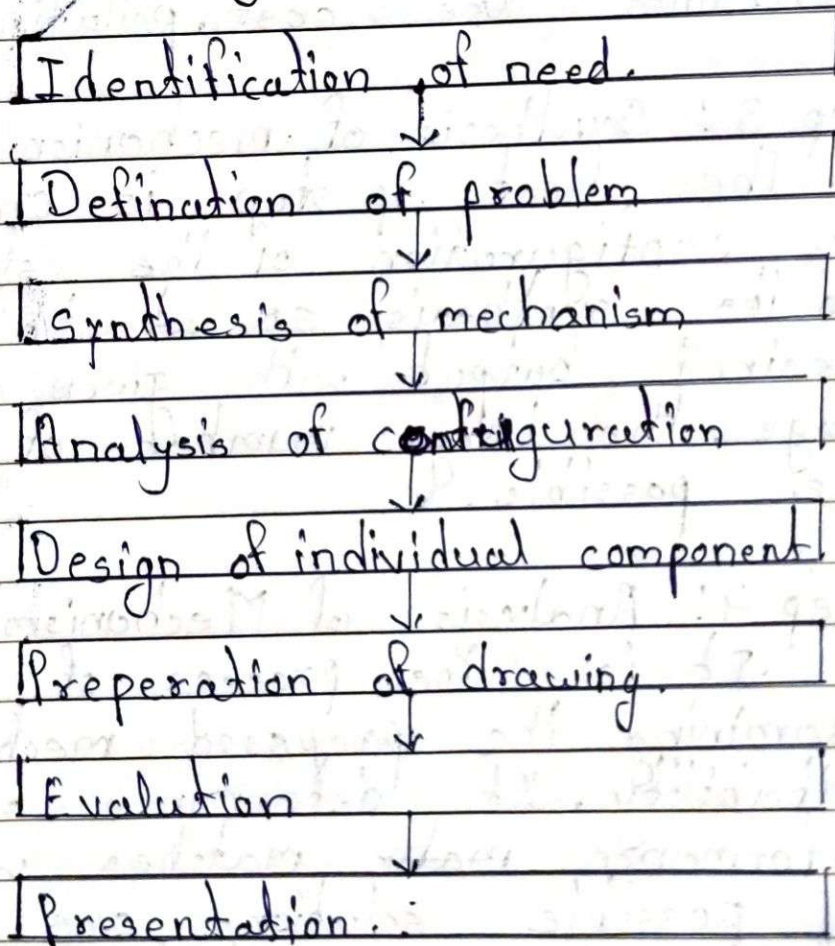 Identification of need.
Defination of problem
Synthesis of mechanism
Analysis of configuration
Design of individual component
Preperation of drawing.
Evalution
Presentation.